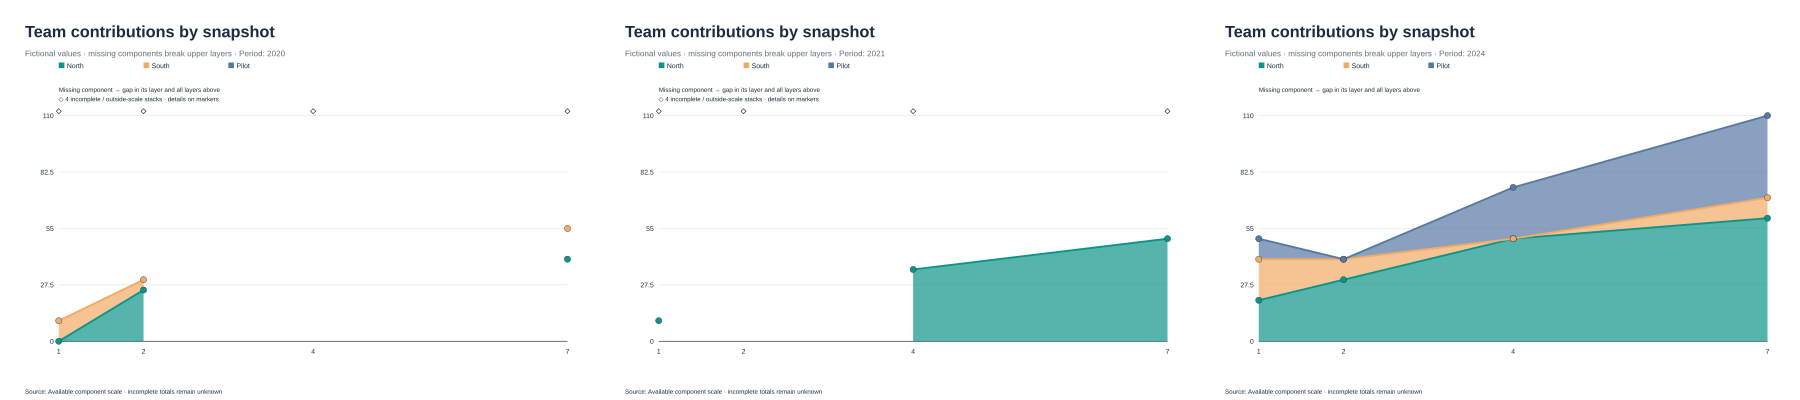 Team contributions by snapshot
Fictional values · missing components break upper layers · Period: 2020
North South Pilot
Missing component → gap in its layer and all layers above
◇ 4 incomplete / outside-scale stacks · details on markers
110
82.5
55
27.5
0
1 2 4 7
Source: Available component scale · incomplete totals remain unknown
Team contributions by snapshot
Fictional values · missing components break upper layers · Period: 2021
North South Pilot
Missing component → gap in its layer and all layers above
◇ 4 incomplete / outside-scale stacks · details on markers
110
82.5
55
27.5
0
1 2 4 7
Source: Available component scale · incomplete totals remain unknown
Team contributions by snapshot
Fictional values · missing components break upper layers · Period: 2024
North South Pilot
Missing component → gap in its layer and all layers above
110
82.5
55
27.5
0
1 2 4 7
Source: Available component scale · incomplete totals remain unknown